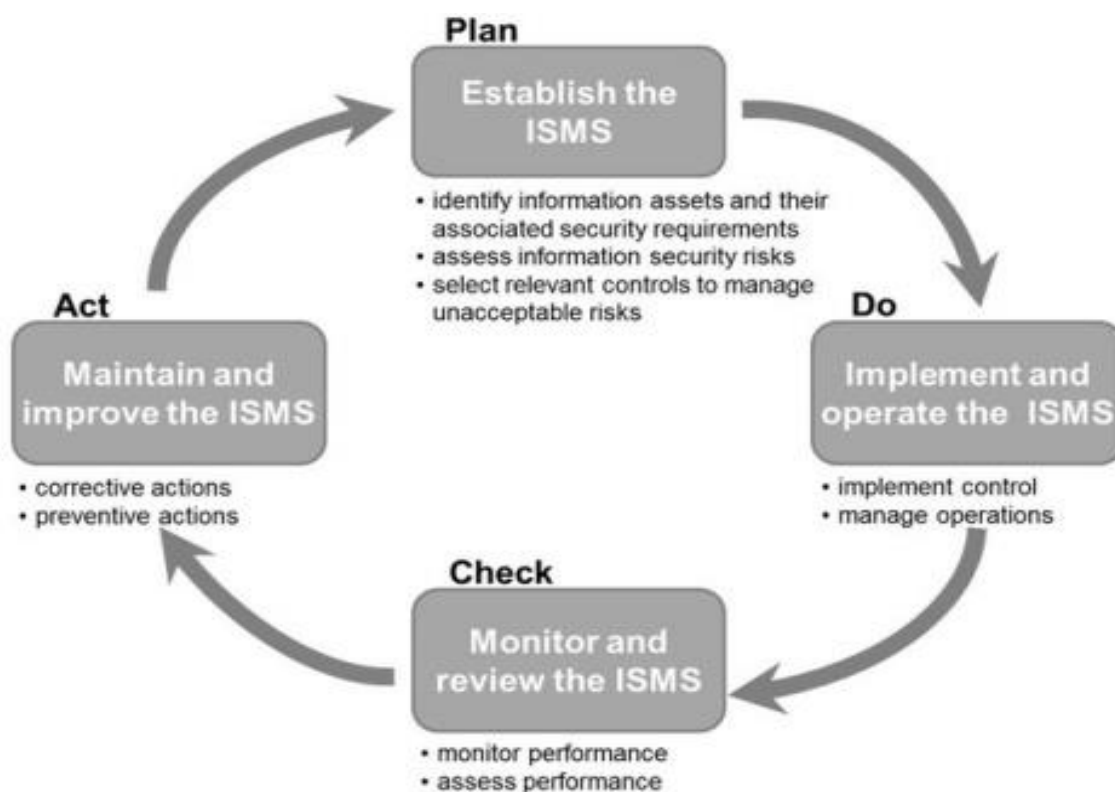 Plan
Establish the
ISMS
• identify information assets and their
associated security requirements
• assess information security risks
• select relevant controls to manage
unacceptable risks
Do
Implement and
operate the ISMS
• implement control
• manage operations
Check
Monitor and
review the ISMS
• monitor performance
• assess performance
Act
Maintain and
improve the ISMS
• corrective actions
• preventive actions